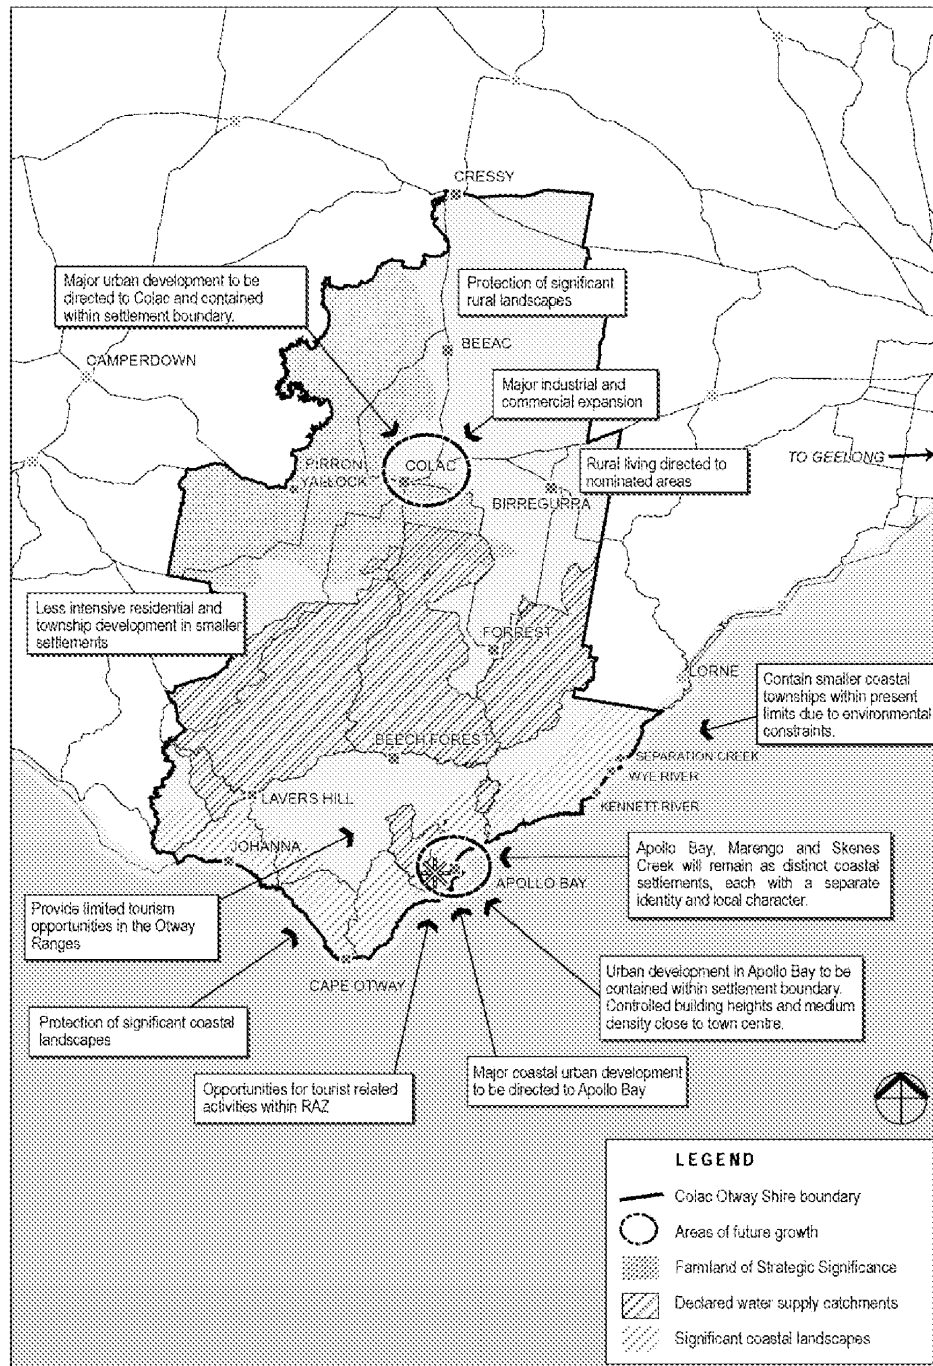 CRESSY
Major urban development to be
directed to Colac and contained
within settlement boundary.
Protection of significant
rural landscapes
BEEAC
CAMPERDOWN
Major industrial and
commercial expansion
PIRRON
YALLOCK
COLAC
TO GEELONG
Rural living directed to
nominated areas
BIRREGURRA
Less intensive residential and
township development in smaller
settlements
FORREST
LORNE
Contain smaller coastal
townships within present
limits due to environmental
constraints.
BEECH FOREST
SEPARATION CREEK
WYE RIVER
LAVERS HILL
KENNETT RIVER
JOHANNA
Apollo Bay, Marengo and Skenes
Creek will remain as distinct coastal
settlements, each with a separate
identity and local character.
APOLLO BAY
Provide limited tourism
opportunities in the Otway
Ranges
CAPE OTWAY
Urban development in Apollo Bay to be
contained within settlement boundary.
Controlled building heights and medium
density close to town centre.
Protection of significant coastal
landscapes
Opportunities for tourist related
activities within RAZ
Major coastal urban development
to be directed to Apollo Bay
LEGEND
Colac Otway Shire boundary
Areas of future growth
Farmland of Strategic Significance
Declared water supply catchments
Significant coastal landscapes